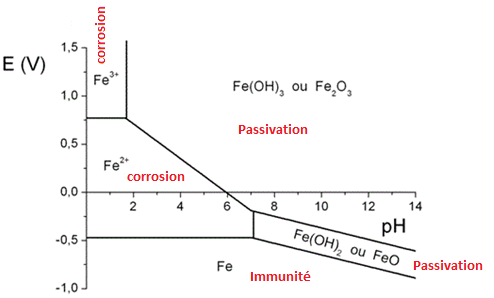 corrosion
E (V)
1,5
1,0
0,5
0,0
-0,5
-1,0
Fe3+
Fe(OH)3 ou Fe2O3
Passivation
Fe2+
corrosion
2 4 6 8 10 12 14
pH
Fe(OH)2 ou FeO
Passivation
Fe
Immunité